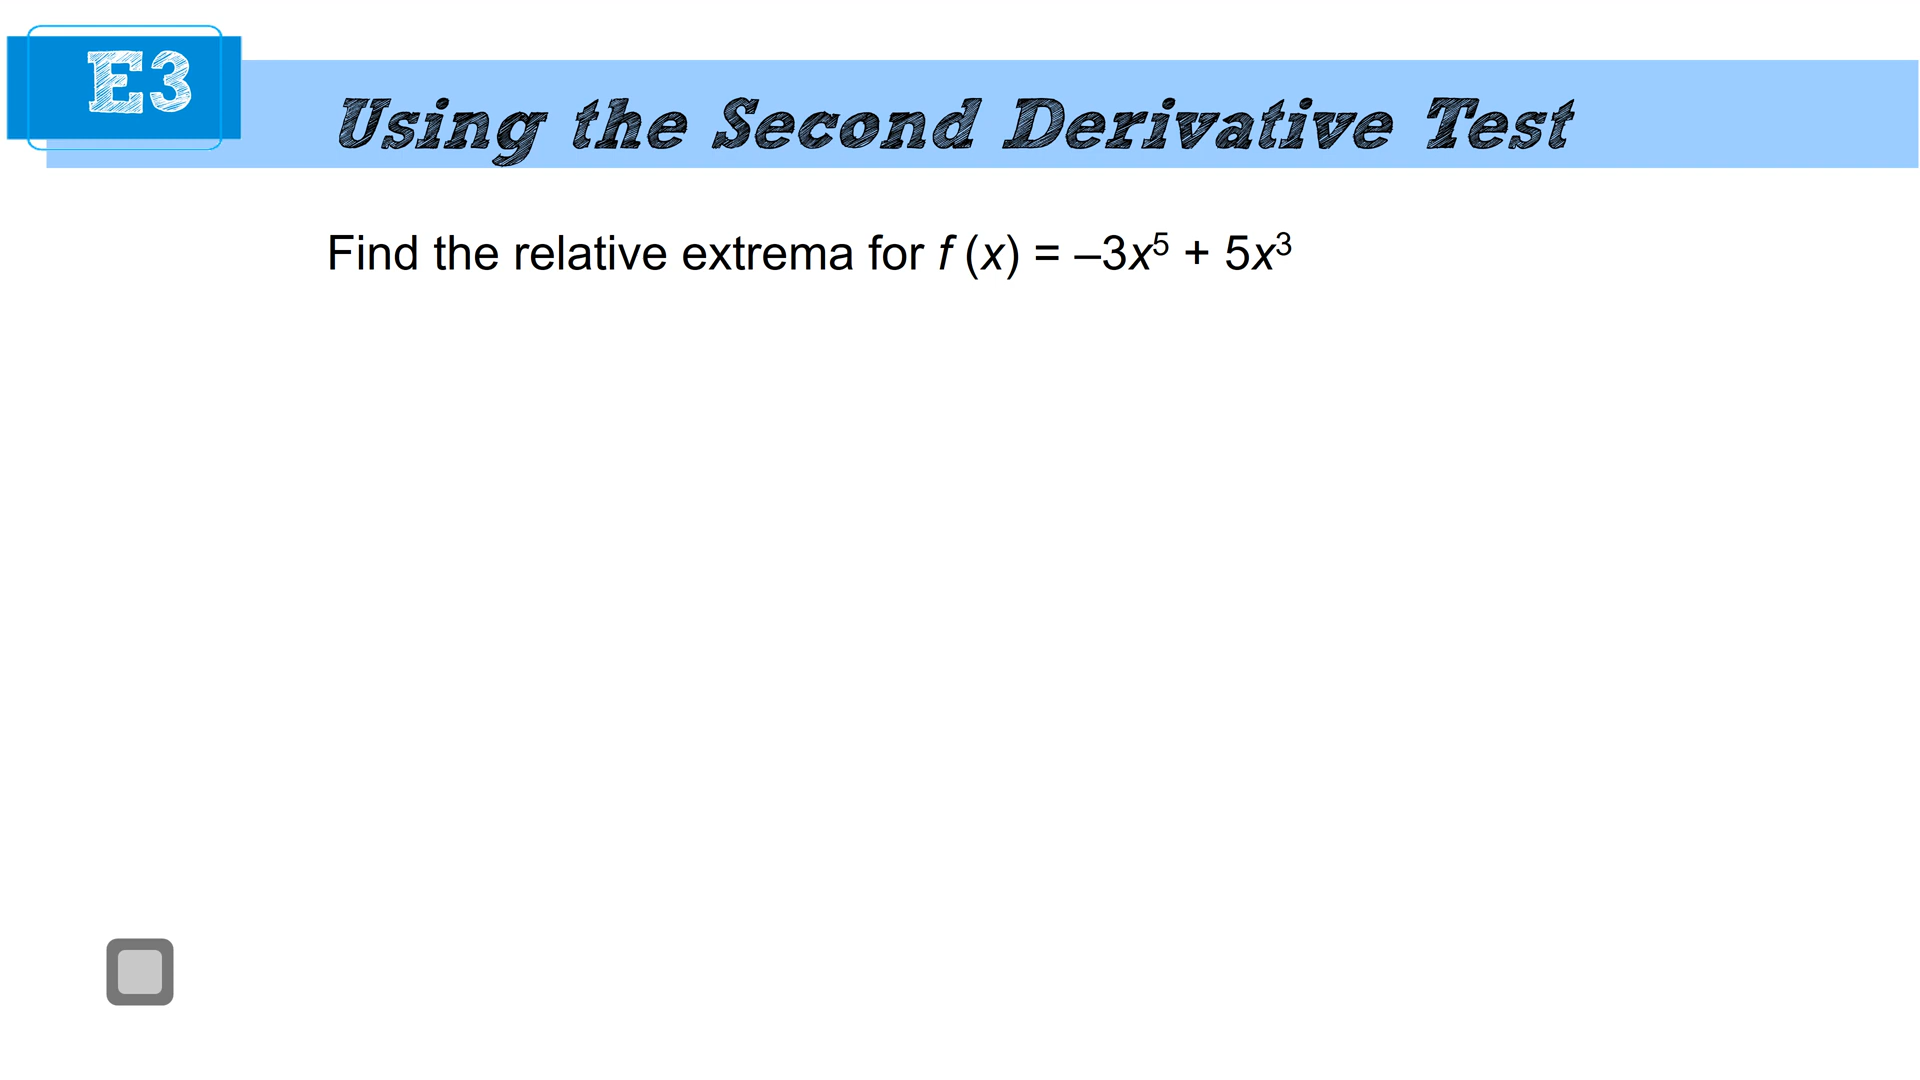 E3
Using the Second Derivative Test
Find the relative extrema for f (x) = –3x⁵ + 5x³